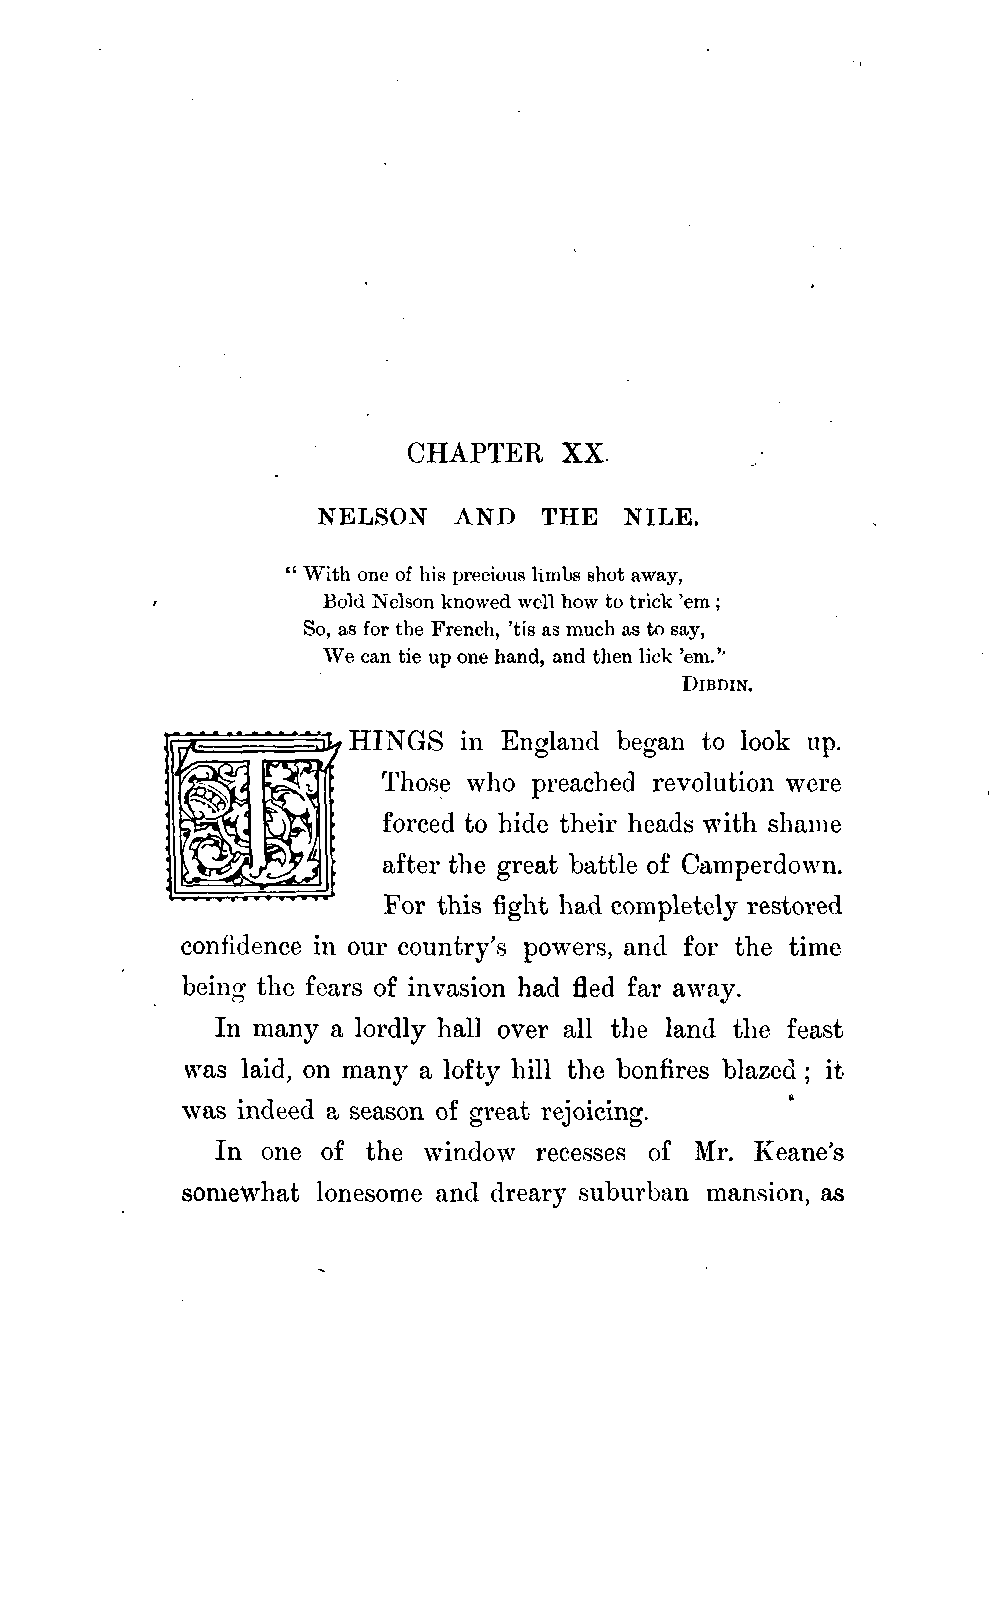 CHAPTER XX.
NELSON AND THE NILE.
“ With one of his precious limbs shot away,
Bold Nelson knowed well how to trick ’em ;
So, as for the French, ’tis as much as to say,
We can tie up one hand, and then lick ’em.”
DIBDIN.
THINGS in England began to look up.
Those who preached revolution were
forced to hide their heads with shame
after the great battle of Camperdown.
For this fight had completely restored
confidence in our country’s powers, and for the time
being the fears of invasion had fled far away.
In many a lordly hall over all the land the feast
was laid, on many a lofty hill the bonfires blazed ; it
was indeed a season of great rejoicing.
In one of the window recesses of Mr. Keane’s
somewhat lonesome and dreary suburban mansion, as